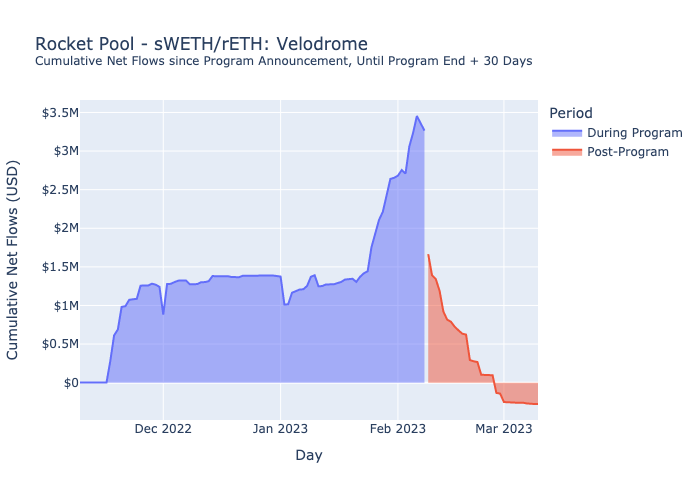 Rocket Pool - sWETH/rETH: Velodrome
Cumulative Net Flows since Program Announcement, Until Program End + 30 Days
Period
During Program
Post-Program
Cumulative Net Flows (USD)
$3.5M
$3M
$2.5M
$2M
$1.5M
$1M
$0.5M
$0
Dec 2022
Jan 2023
Feb 2023
Mar 2023
Day